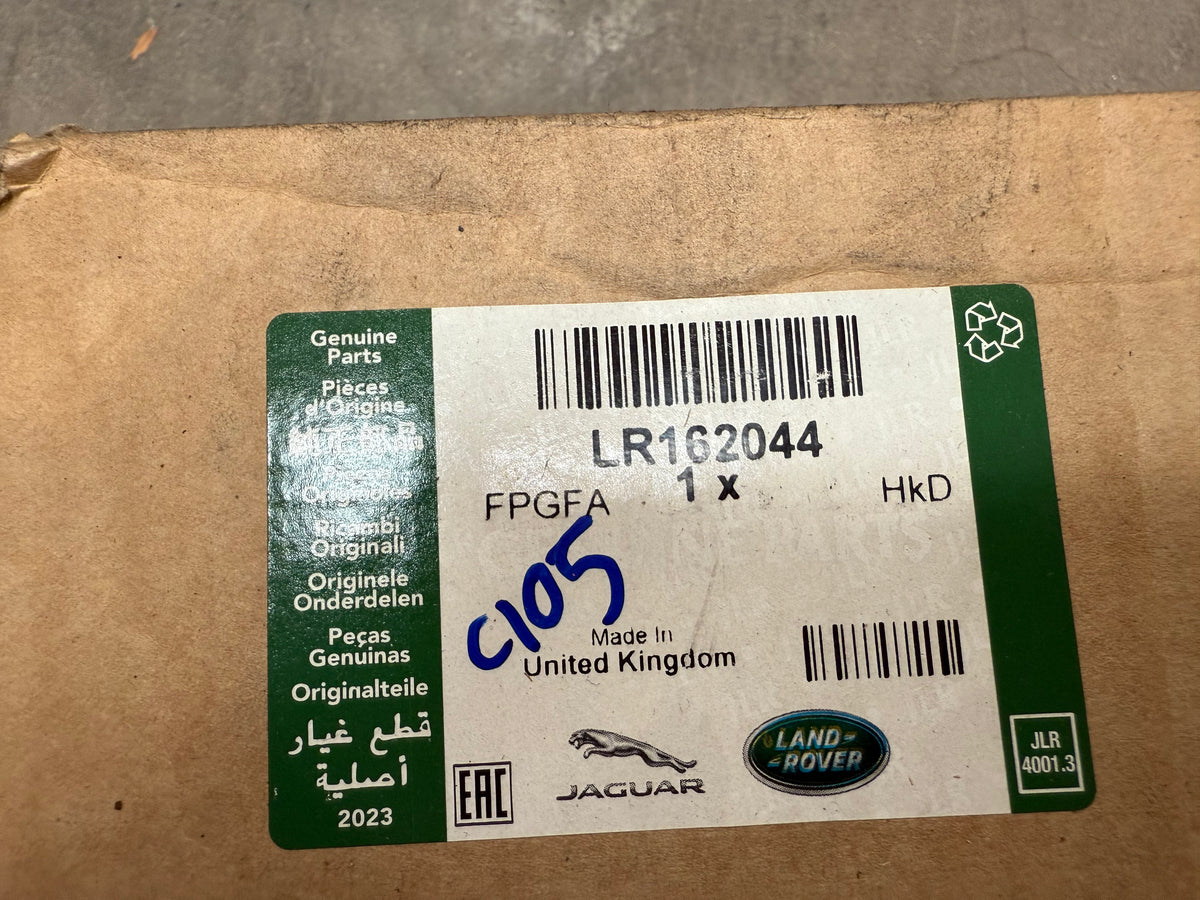 Genuine
Parts
Pièces
d'Origine
Ricambi
Originali
Originele
Onderdelen
Peças
Genuinas
Originalteile
قطع غيار
أصلية
2023
LR162044
1 x
FPGFA
HkD
C105
Made In
United Kingdom
EAC
JAGUAR
LAND-
-ROVER
JLR
4001.3